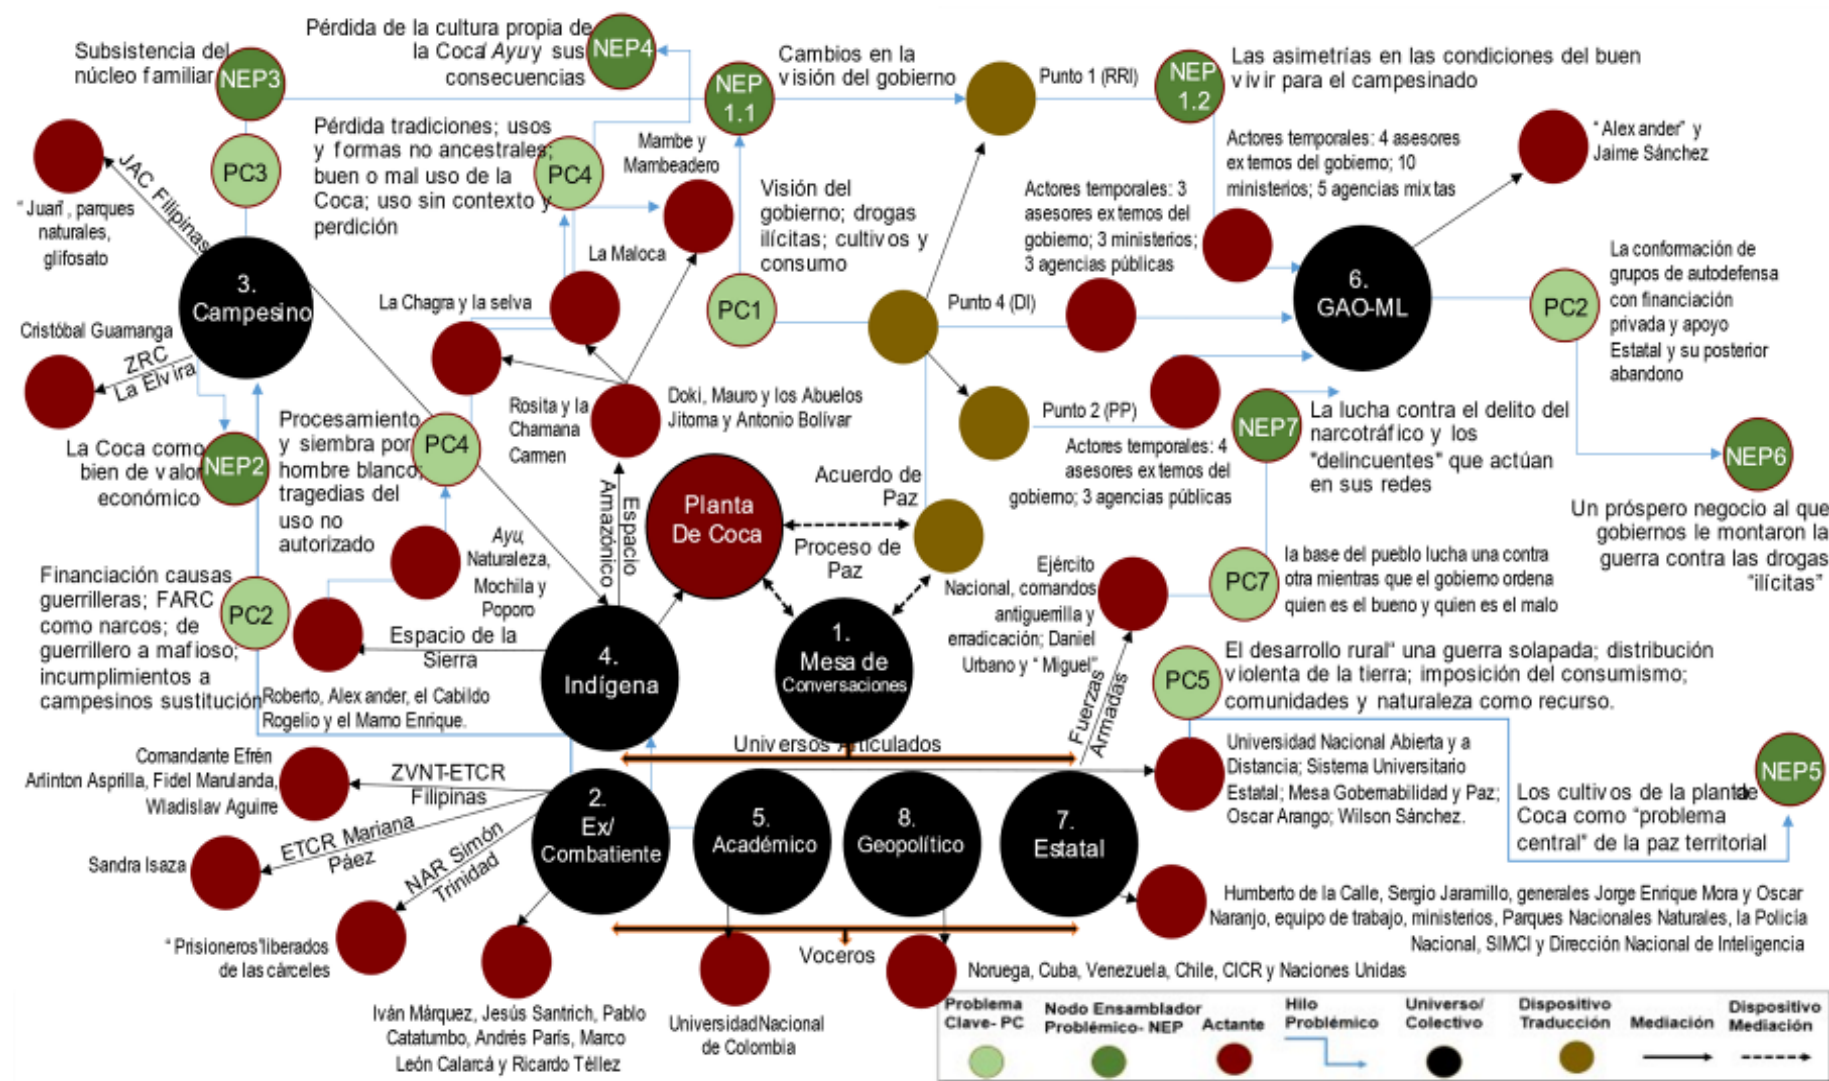 Subsistencia del
núcleo familiar
NEP3
Pérdida de la cultura propia de
la Coca Ayu y sus
consecuencias
NEP4
Cambios en la
visión del gobierno
NEP
1.1
Punto 1 (RRI)
NEP
1.2
Las asimetrías en las condiciones del buen
vivir para el campesinado
JAC Filipinas
"Juan", parques
naturales,
glifosato
PC3
Pérdida tradiciones; usos
y formas no ancestrales;
buen o mal uso de la
Coca; uso sin contexto y
perdición
PC4
Mambe y
Mambeadero
Visión del
gobierno; drogas
ilícitas; cultivos y
consumo
Actores temporales: 3
asesores externos del
gobierno; 3 ministerios;
3 agencias públicas
Actores temporales: 4 asesores
externos del gobierno; 10
ministerios; 5 agencias mixtas
"Alexander" y
Jaime Sánchez
3.
Campesino
La Maloca
La Chagra y la selva
PC1
Punto 4 (DI)
6.
GAO-ML
PC2
La conformación de
grupos de autodefensa
con financiación
privada y apoyo
Estatal y su posterior
abandono
Cristóbal Guamanga
ZRC
La Elvira
La Coca como
bien de valor
económico
NEP2
Procesamiento
y siembra por
hombre blanco;
tragedias del
uso no
autorizado
PC4
Rosita y la
Chamana
Carmen
Doki, Mauro y los Abuelos
Jitoma y Antonio Bolívar
Punto 2 (PP)
Actores temporales: 4
asesores externos del
gobierno; 3 agencias públicas
NEP7
La lucha contra el delito del
narcotráfico y los
"delincuentes" que actúan
en sus redes
NEP6
Un próspero negocio al que
gobiernos le montaron la
guerra contra las drogas
"ilícitas"
Planta
De Coca
Acuerdo de
Paz
Proceso de
Paz
Espacio
Amazónico
Ayu,
Naturaleza,
Mochila y
Poporo
Financiación causas
guerrilleras; FARC
como narcos; de
guerrillero a mafioso;
incumplimientos a
campesinos sustitución
PC2
Espacio de la
Sierra
Roberto, Alexander, el Cabildo
Rogelio y el Mamo Enrique.
4.
Indígena
1.
Mesa de
Conversaciones
Ejército
Nacional, comandos
antiguerrilla y
erradicación; Daniel
Urbano y "Miguel"
PC7
la base del pueblo lucha una contra
otra mientras que el gobierno ordena
quien es el bueno y quien es el malo
Fuerzas
Armadas
PC5
El desarrollo rural" una guerra solapada; distribución
violenta de la tierra; imposición del consumismo;
comunidades y naturaleza como recurso.
Universos Articulados
Comandante Efrén
Arlinton Asprilla, Fidel Marulanda,
Wladislav Aguirre
ZVNT-ETCR
Filipinas
Universidad Nacional Abierta y a
Distancia; Sistema Universitario
Estatal; Mesa Gobernabilidad y Paz;
Oscar Arango; Wilson Sánchez.
NEP5
Los cultivos de la planta de
Coca como "problema
central" de la paz territorial
Sandra Isaza
ETCR Mariana
Páez
NAR Simón
Trinidad
2.
Ex/
Combatiente
5.
Académico
8.
Geopolítico
7.
Estatal
"Prisioneros"liberados
de las cárceles
Humberto de la Calle, Sergio Jaramillo, generales Jorge Enrique Mora y Oscar
Naranjo, equipo de trabajo, ministerios, Parques Nacionales Naturales, la Policía
Nacional, SIMCI y Dirección Nacional de Inteligencia
Voceros
Iván Márquez, Jesús Santrich, Pablo
Catatumbo, Andrés París, Marco
León Calarcá y Ricardo Téllez
Universidad Nacional
de Colombia
Noruega, Cuba, Venezuela, Chile, CICR y Naciones Unidas
Problema
Clave- PC
Nodo Ensamblador
Problémico- NEP
Actante
Hilo
Problémico
Universo/
Colectivo
Dispositivo
Traducción
Mediación
Dispositivo
Mediación